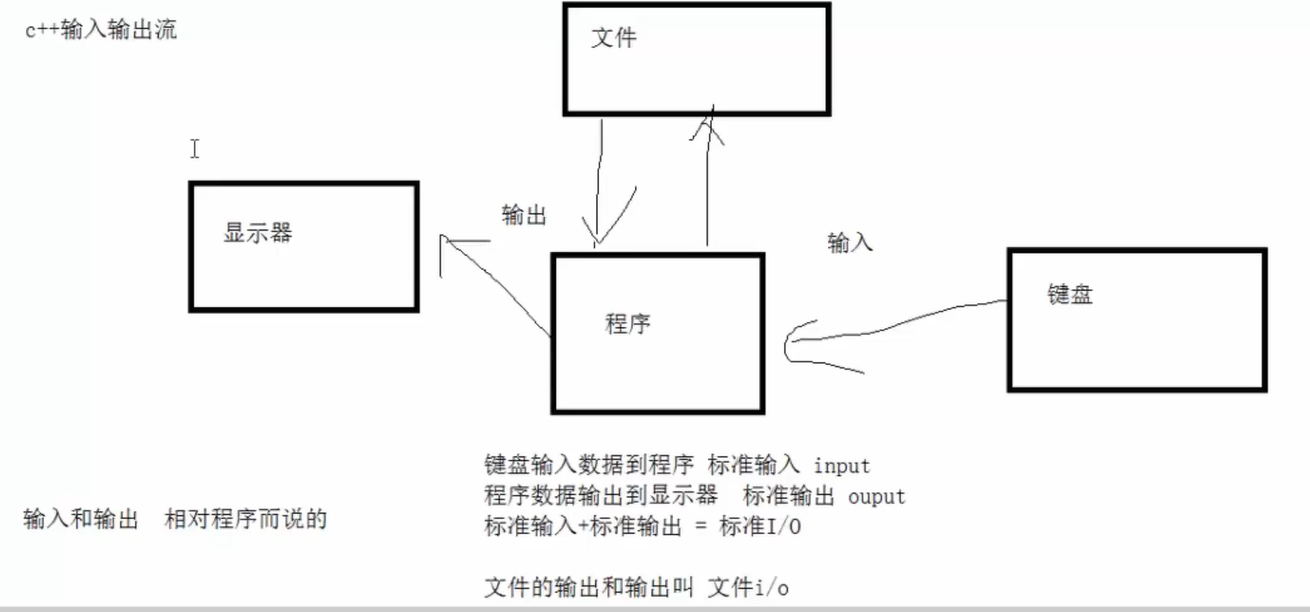 c++输入输出流
文件
显示器
输出
输入
键盘
程序
键盘输入数据到程序 标准输入 input
程序数据输出到显示器 标准输出 ouput
标准输入+标准输出 = 标准I/O
输入和输出 相对程序而说的
文件的输出和输出叫 文件i/o